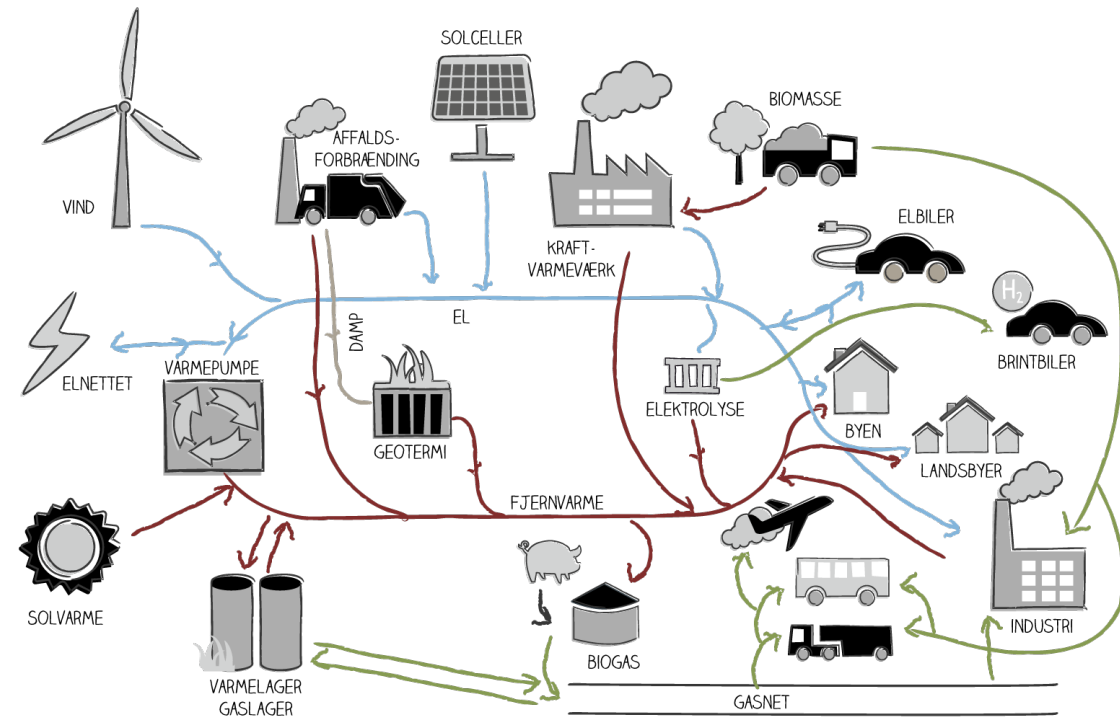 SOLCELLER
BIOMASSE
AFFALDS-
FORBRÆNDING
VIND
ELBILER
KRAFT-
VARMEVÆRK
H2
EL
DAMP
BRINTBILER
VARMEPUMPE
ELNETTET
ELEKTROLYSE
BYEN
GEOTERMI
LANDSBYER
FJERNVARME
SOLVARME
INDUSTRI
BIOGAS
VARMELAGER
GASLAGER
GASNET